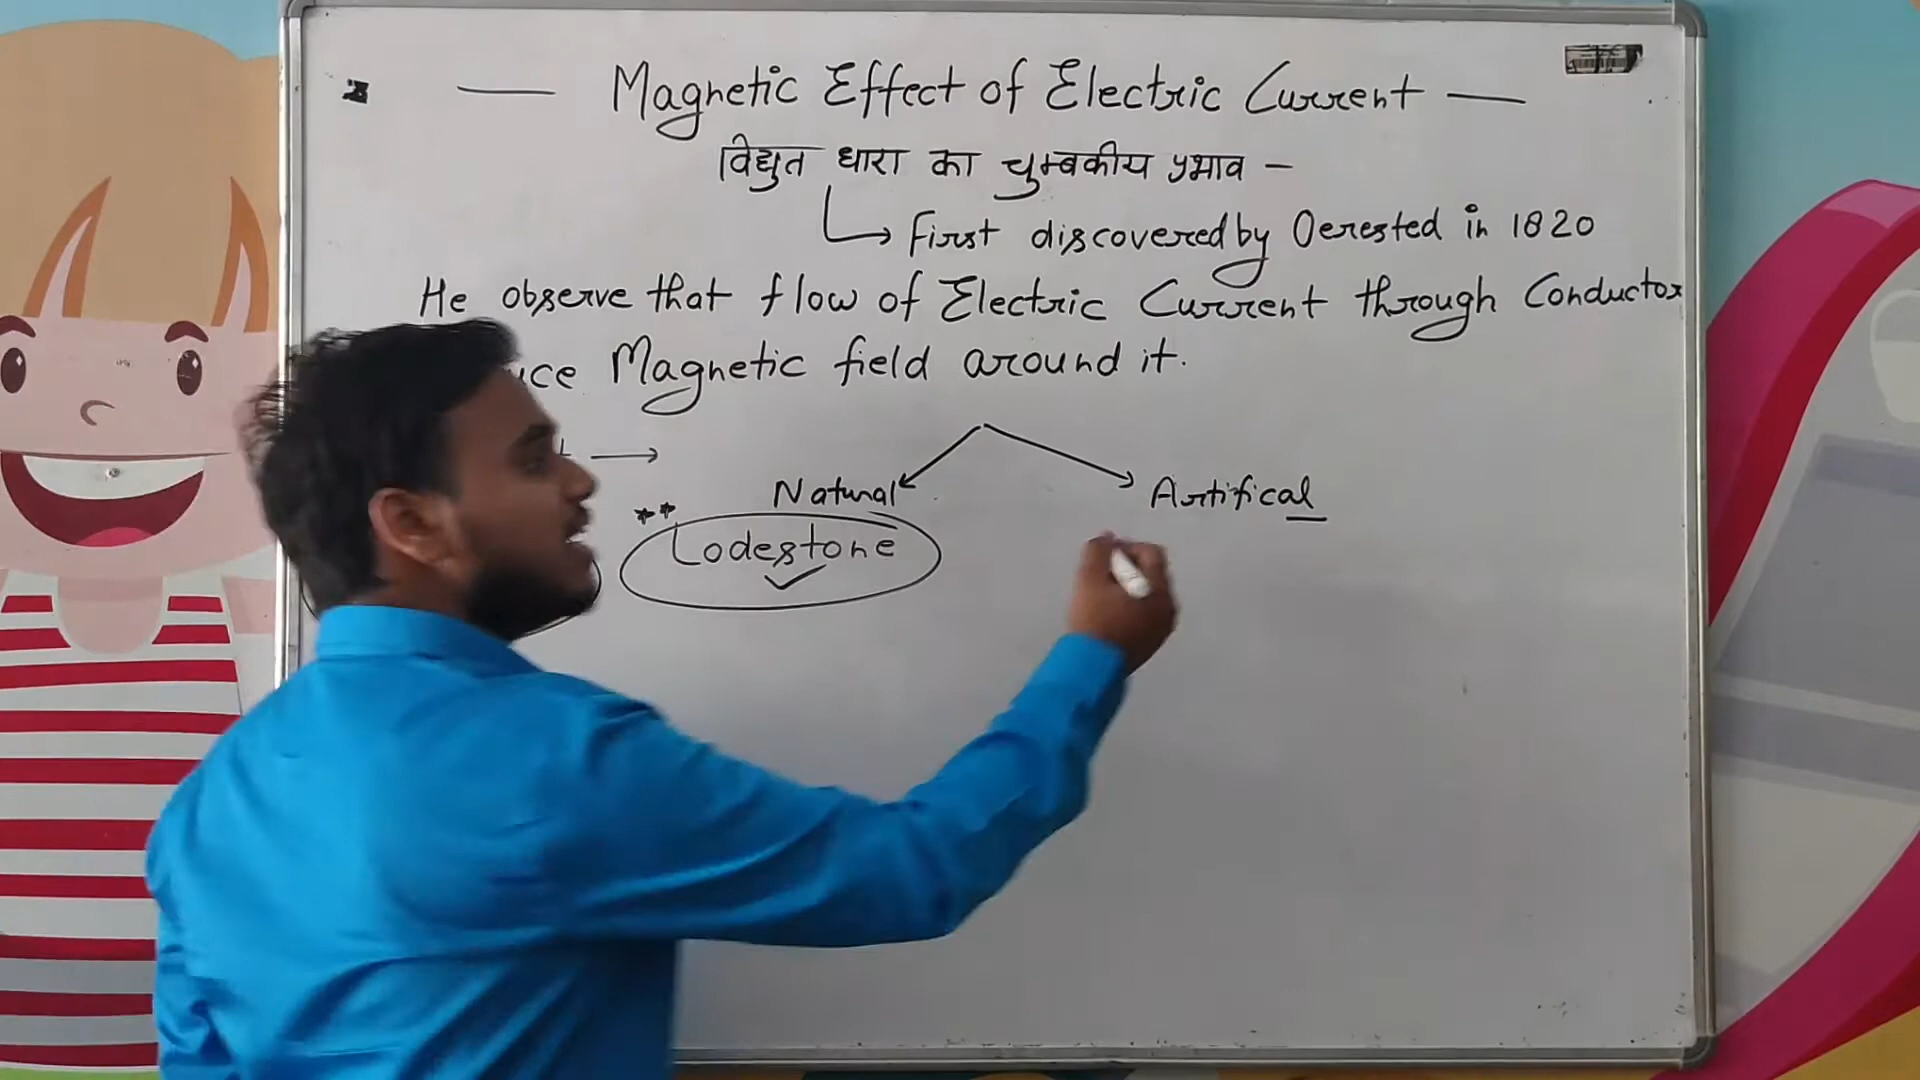 — Magnetic Effect of Electric Current —
विद्युत धारा का चुम्बकीय प्रभाव –
→ First discovered by Oerested in 1820
He observe that flow of Electric Current through Conductor
Magnetic field around it.
→
Natural Artifical
** Lodestone ✓